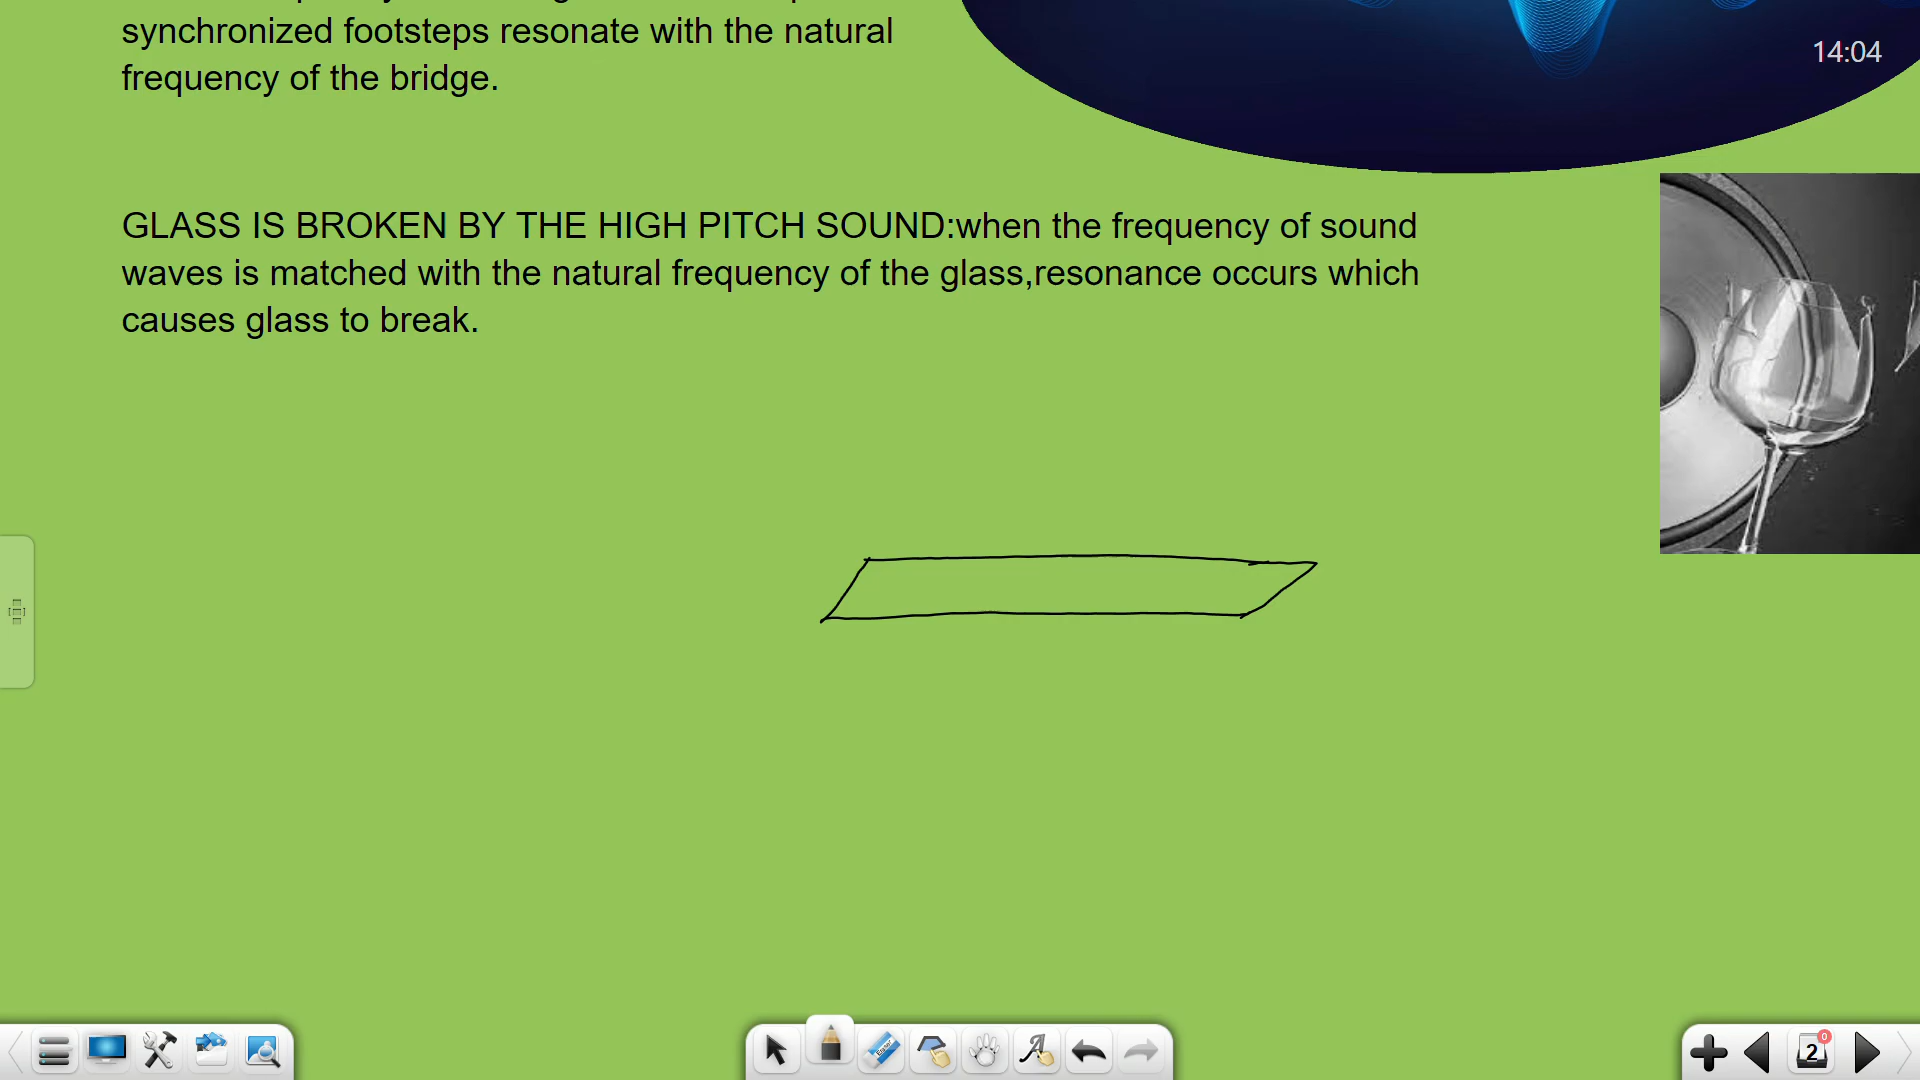 synchronized footsteps resonate with the natural
frequency of the bridge.
14:04
GLASS IS BROKEN BY THE HIGH PITCH SOUND:when the frequency of sound
waves is matched with the natural frequency of the glass,resonance occurs which
causes glass to break.
Eraser
A
2
0